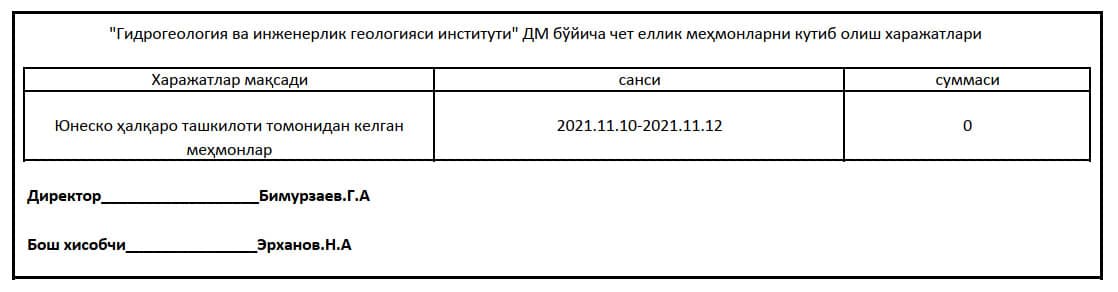 "Гидрогеология ва инженерлик геологияси институти" ДМ бўйича чет еллик меҳмонларни кутиб олиш харажатлари
Харажатлар мақсади санси суммаси
Юнеско ҳалқаро ташкилоти томонидан келган
меҳмонлар
2021.11.10-2021.11.12 0
Директор___________________Бимурзаев.Г.А
Бош хисобчи________________Эрханов.Н.А